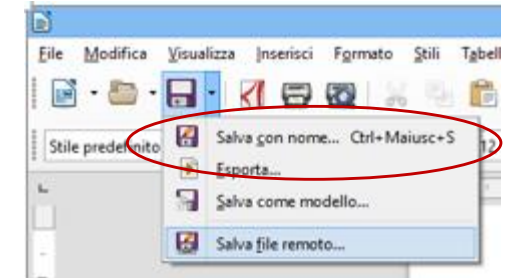 File Modifica Visualizza Inserisci Formato Stili Tabell
Stile predefinito
12
Salva con nome... Ctrl+Maiusc+S
Esporta...
Salva come modello...
Salva file remoto...